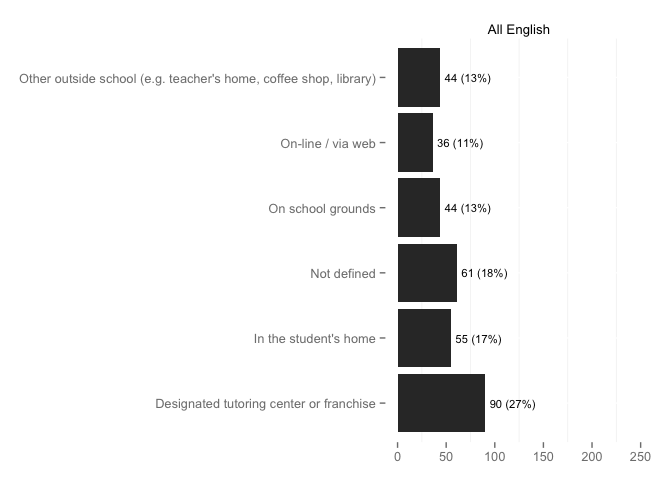 All English
Other outside school (e.g. teacher's home, coffee shop, library) 44 (13%)
On-line / via web 36 (11%)
On school grounds 44 (13%)
Not defined 61 (18%)
In the student's home 55 (17%)
Designated tutoring center or franchise 90 (27%)
0 50 100 150 200 250